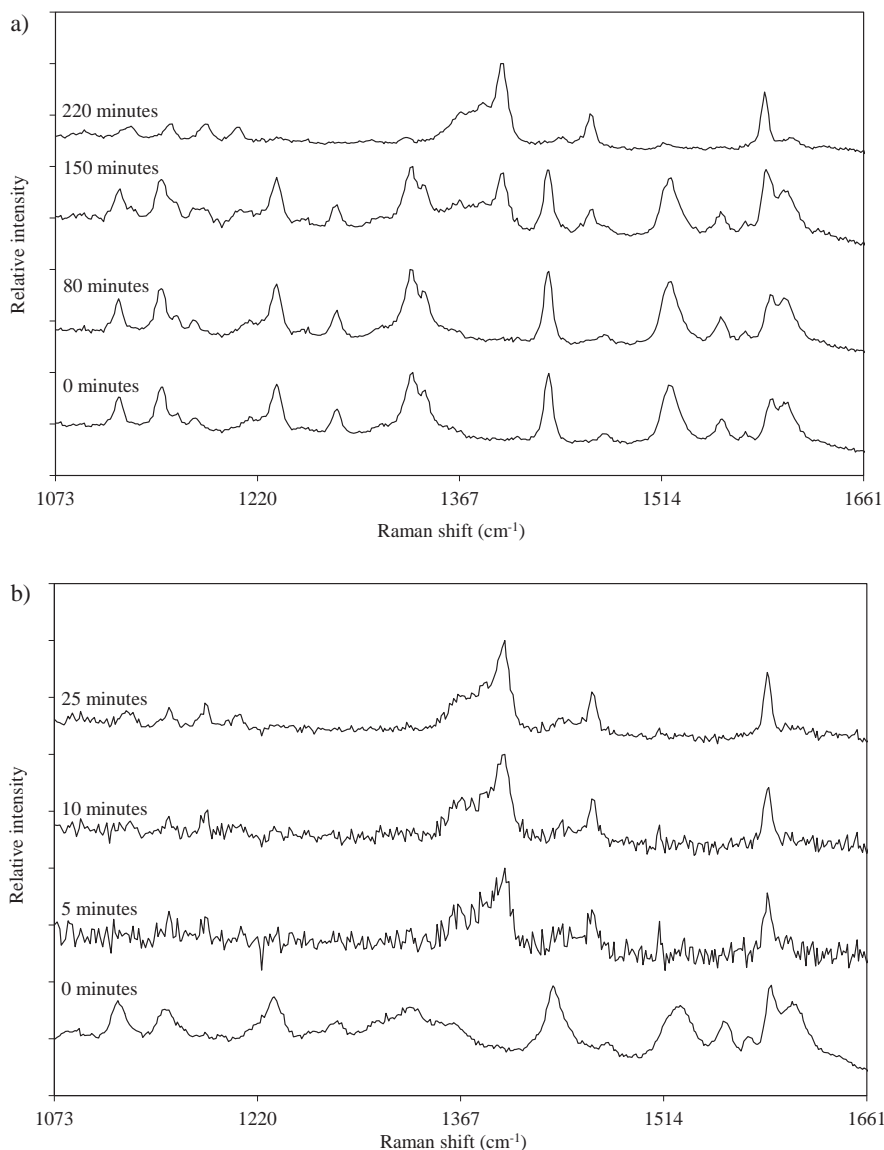 a)
220 minutes
150 minutes
80 minutes
0 minutes
Relative intensity
1073 1220 1367 1514 1661
Raman shift (cm-1)
b)
25 minutes
10 minutes
5 minutes
0 minutes
Relative intensity
1073 1220 1367 1514 1661
Raman shift (cm-1)